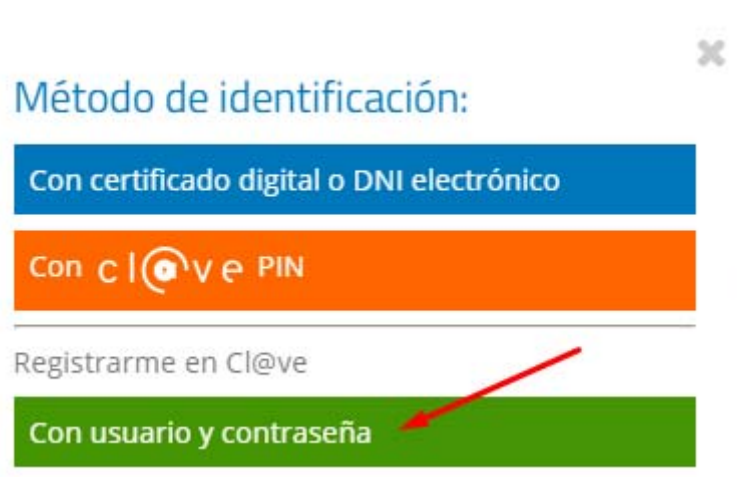 Método de identificación:
Con certificado digital o DNI electrónico
Con cl@ve PIN
Registrarme en Cl@ve
Con usuario y contraseña